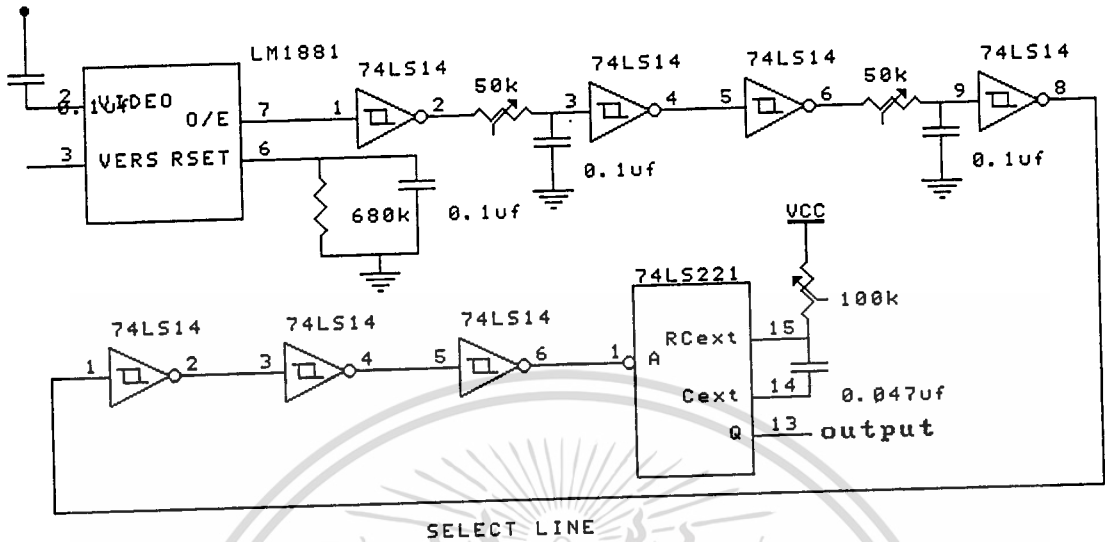 LM1881
74LS14
50k
74LS14
74LS14
50k
74LS14
2
VIDEO
0.1uf
O/E
7
1
2
3
4
5
6
9
8
3
VERS
RSET
6
0.1uf
0.1uf
680k
0.1uf
VCC
74LS221
100k
74LS14
74LS14
74LS14
RCext
15
1
2
3
4
5
6
1
A
Cext
14
0.047uf
Q
13
output
SELECT LINE